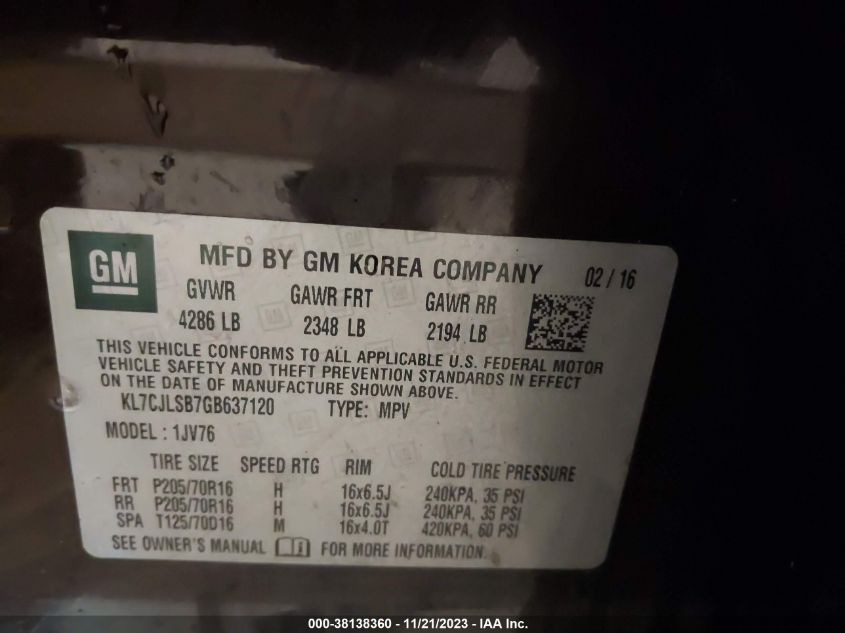 GM
MFD BY GM KOREA COMPANY 02/16
GVWR GAWR FRT GAWR RR
4286 LB 2348 LB 2194 LB
THIS VEHICLE CONFORMS TO ALL APPLICABLE U.S. FEDERAL MOTOR
VEHICLE SAFETY AND THEFT PREVENTION STANDARDS IN EFFECT
ON THE DATE OF MANUFACTURE SHOWN ABOVE.
KL7CJLSB7GB637120 TYPE: MPV
MODEL : 1JV76
TIRE SIZE SPEED RTG RIM COLD TIRE PRESSURE
FRT P205/70R16 H 16x6.5J 240KPA, 35 PSI
RR P205/70R16 H 16x6.5J 240KPA, 35 PSI
SPA T125/70D16 M 16x4.0T 420KPA, 60 PSI
SEE OWNER'S MANUAL FOR MORE INFORMATION.
000-38138360 - 11/21/2023 - IAA Inc.